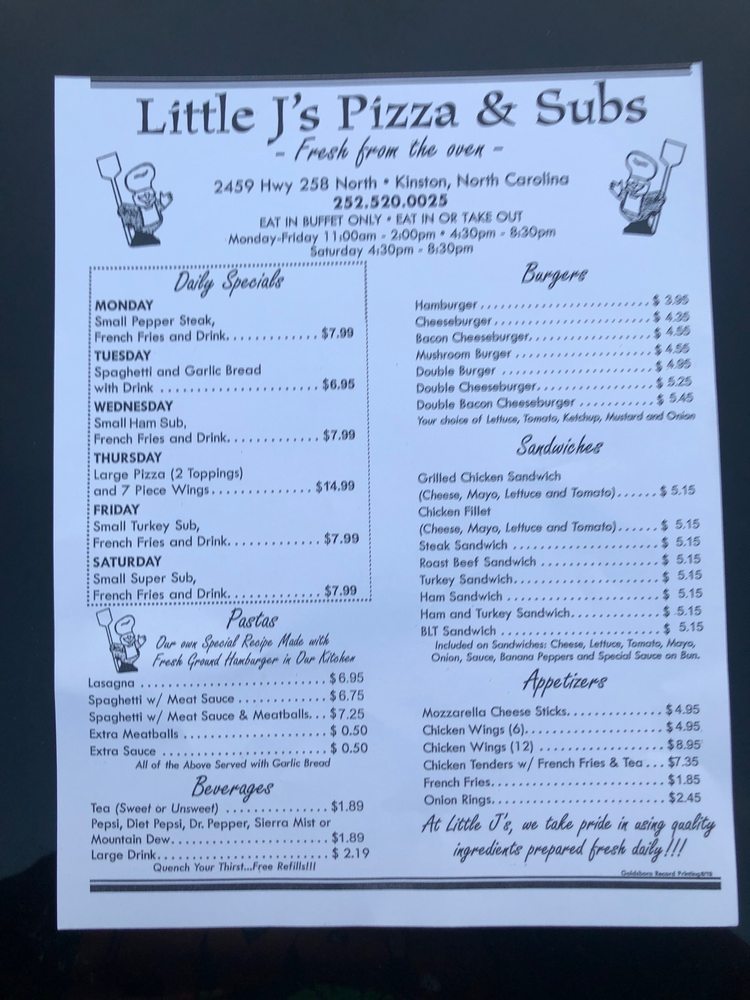 Little J's Pizza & Subs
- Fresh from the oven -
2459 Hwy 258 North • Kinston, North Carolina
252.520.0025
EAT IN BUFFET ONLY • EAT IN OR TAKE OUT
Monday-Friday 11:00am - 2:00pm • 4:30pm - 8:30pm
Saturday 4:30pm - 8:30pm
Daily Specials
MONDAY
Small Pepper Steak,
French Fries and Drink............. $7.99
TUESDAY
Spaghetti and Garlic Bread
with Drink .................... $6.95
WEDNESDAY
Small Ham Sub,
French Fries and Drink............. $7.99
THURSDAY
Large Pizza (2 Toppings)
and 7 Piece Wings............... $14.99
FRIDAY
Small Turkey Sub,
French Fries and Drink............. $7.99
SATURDAY
Small Super Sub,
French Fries and Drink............. $7.99
Pastas
Our own Special Recipe Made with
Fresh Ground Hamburger in Our Kitchen
Lasagna ........................... $6.95
Spaghetti w/ Meat Sauce ............. $6.75
Spaghetti w/ Meat Sauce & Meatballs... $7.25
Extra Meatballs ..................... $ 0.50
Extra Sauce ........................ $ 0.50
All of the Above Served with Garlic Bread
Beverages
Tea (Sweet or Unsweet) ............... $1.89
Pepsi, Diet Pepsi, Dr. Pepper, Sierra Mist or
Mountain Dew....................... $1.89
Large Drink......................... $ 2.19
Quench Your Thirst...Free Refills!!!
Burgers
Hamburger ......................... $ 3.95
Cheeseburger....................... $ 4.35
Bacon Cheeseburger.................. $ 4.55
Mushroom Burger .................... $ 4.55
Double Burger ...................... $ 4.95
Double Cheeseburger................. $ 5.25
Double Bacon Cheeseburger ........... $ 5.45
Your choice of Lettuce, Tomato, Ketchup, Mustard and Onion
Sandwiches
Grilled Chicken Sandwich
(Cheese, Mayo, Lettuce and Tomato)...... $ 5.15
Chicken Fillet
(Cheese, Mayo, Lettuce and Tomato)...... $ 5.15
Steak Sandwich ..................... $ 5.15
Roast Beef Sandwich ................. $ 5.15
Turkey Sandwich..................... $ 5.15
Ham Sandwich ...................... $ 5.15
Ham and Turkey Sandwich............. $ 5.15
BLT Sandwich ....................... $ 5.15
Included on Sandwiches: Cheese, Lettuce, Tomato, Mayo,
Onion, Sauce, Banana Peppers and Special Sauce on Bun.
Appetizers
Mozzarella Cheese Sticks.............. $4.95
Chicken Wings (6).................... $4.95
Chicken Wings (12) .................. $8.95
Chicken Tenders w/ French Fries & Tea... $7.35
French Fries......................... $1.85
Onion Rings......................... $2.45
At Little J's, we take pride in using quality
ingredients prepared fresh daily!!!
Goldsboro Record Printing